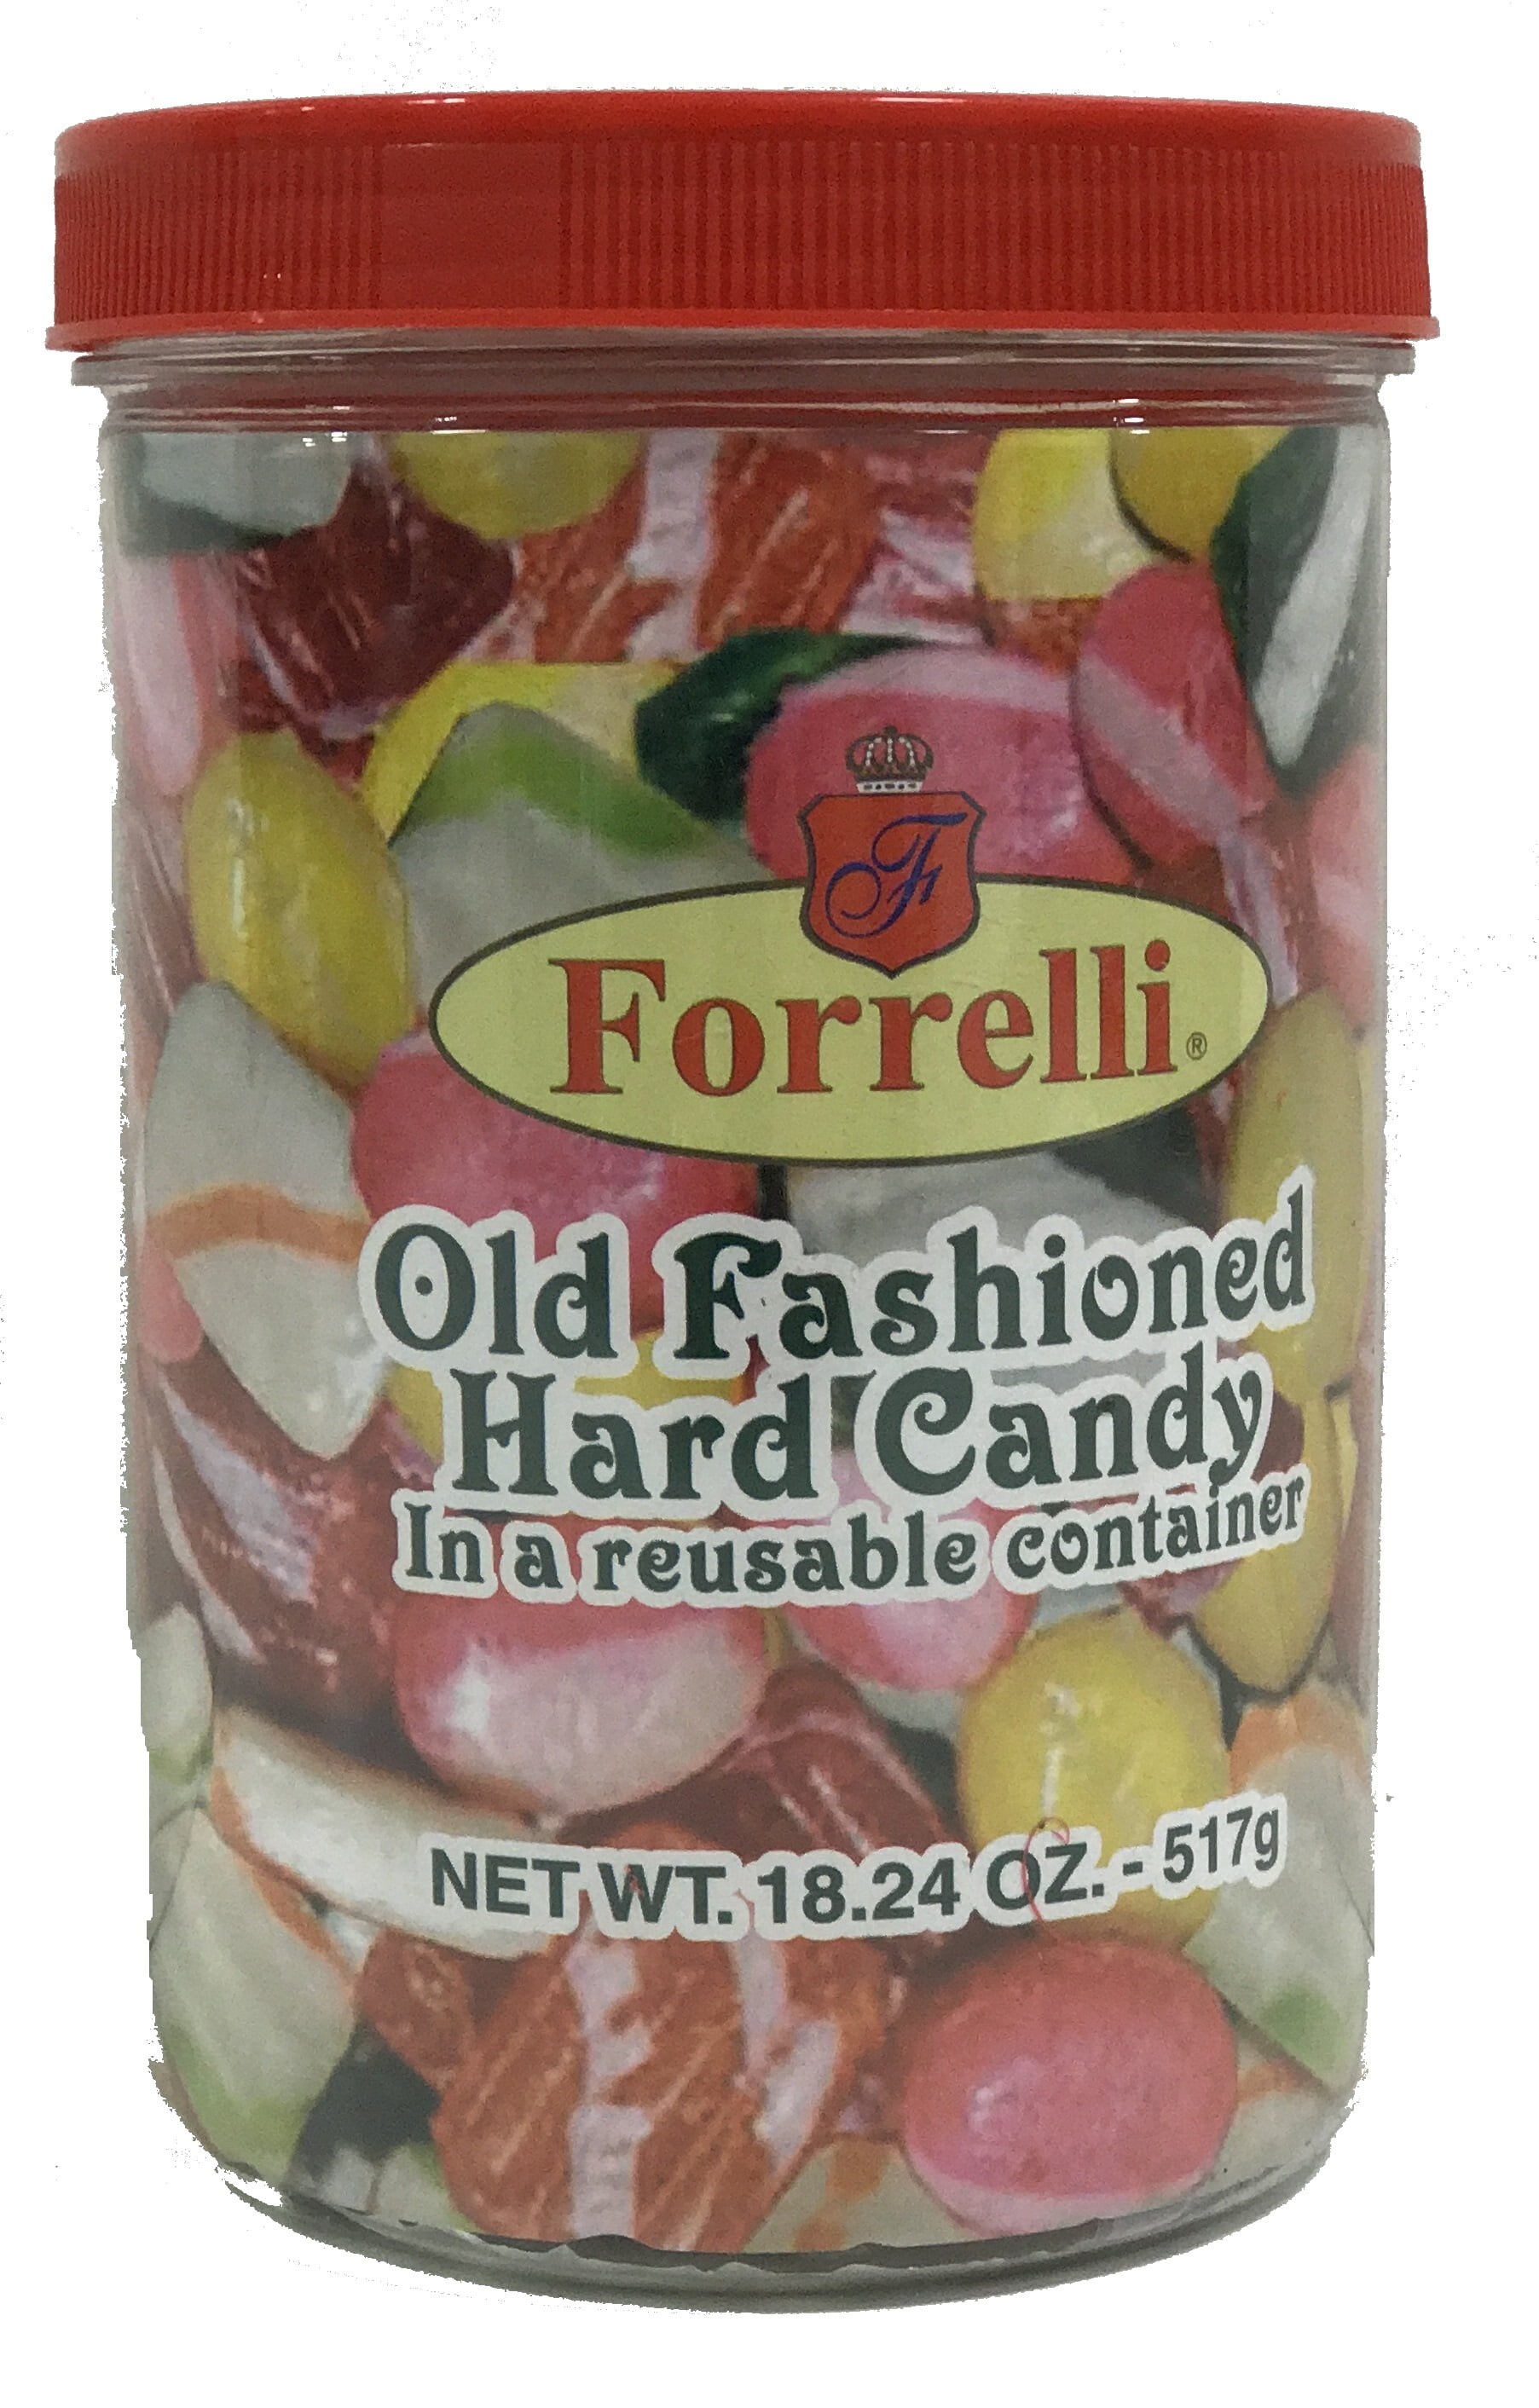 F
Forrelli®
Old Fashioned
Hard Candy
In a reusable container
NET WT. 18.24 OZ. - 517g